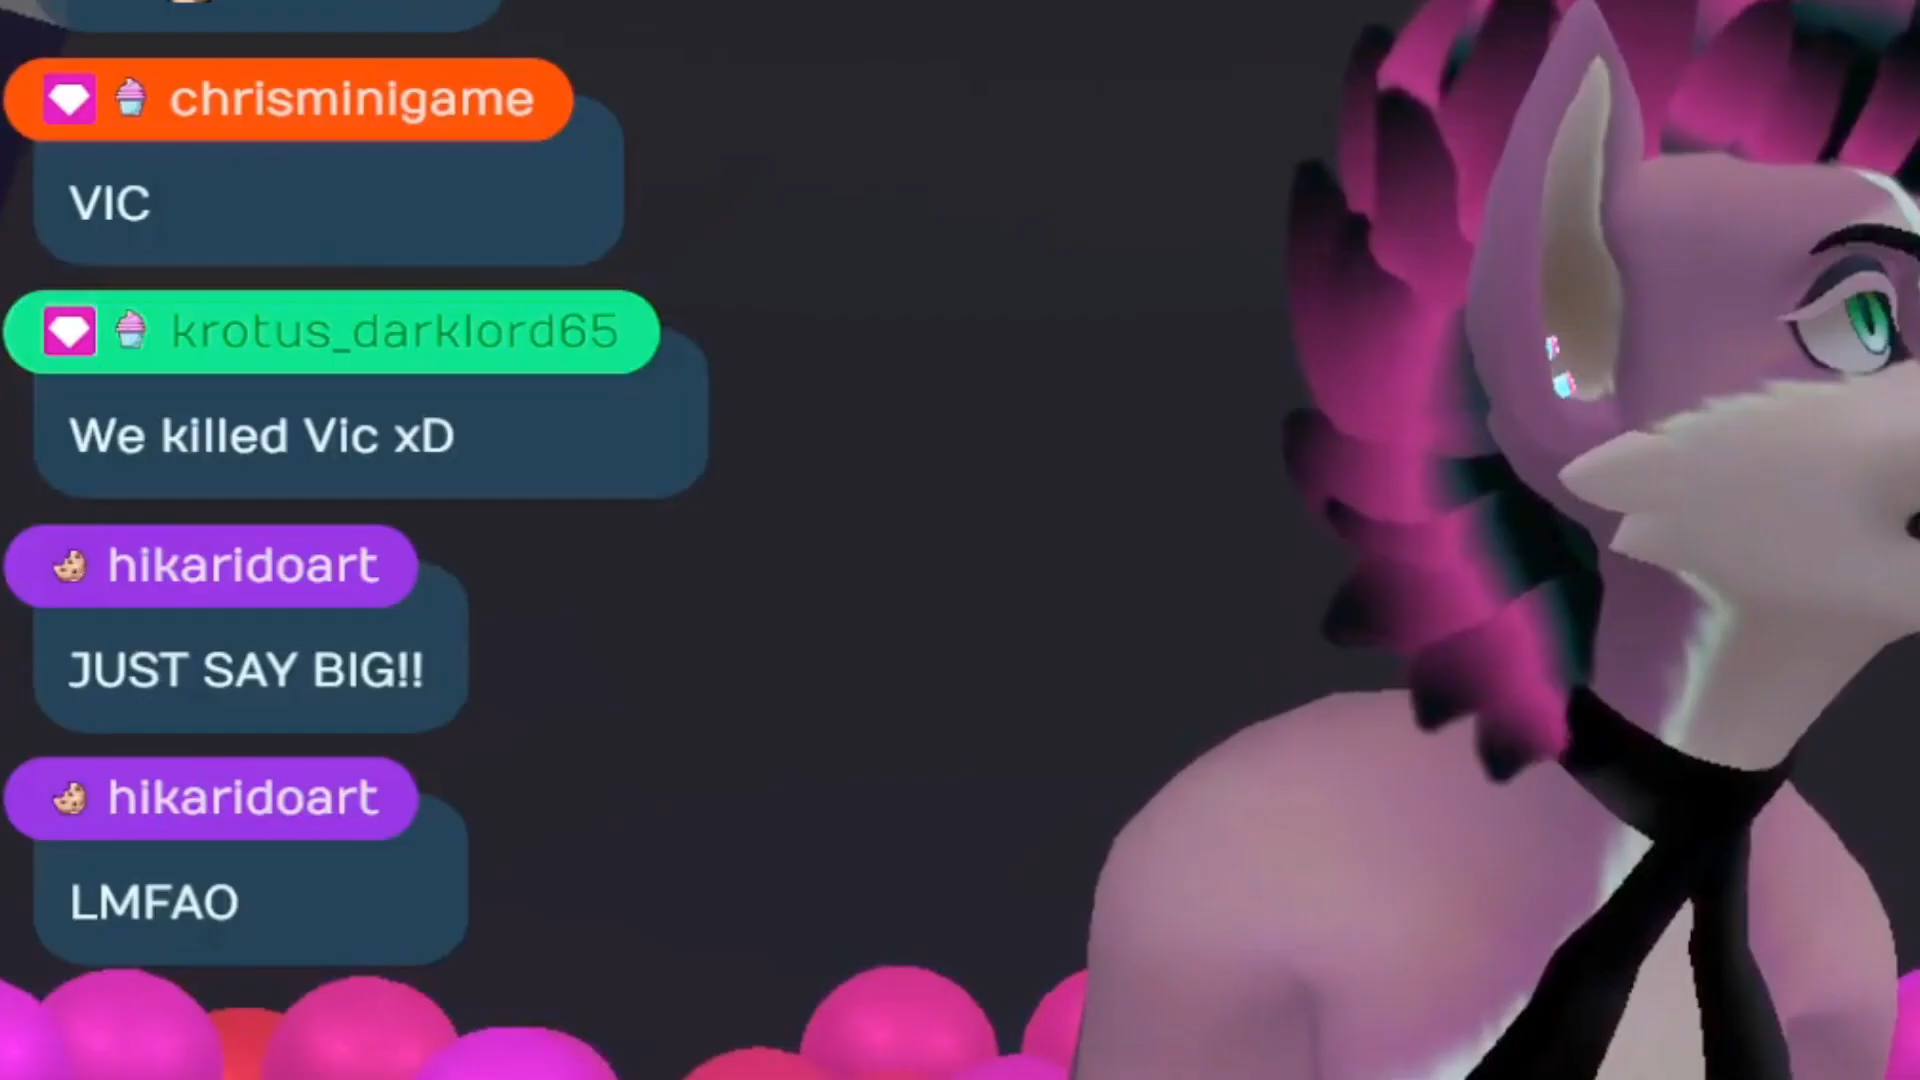 chrisminigame
VIC
krotus_darklord65
We killed Vic xD
hikaridoart
JUST SAY BIG!!
hikaridoart
LMFAO